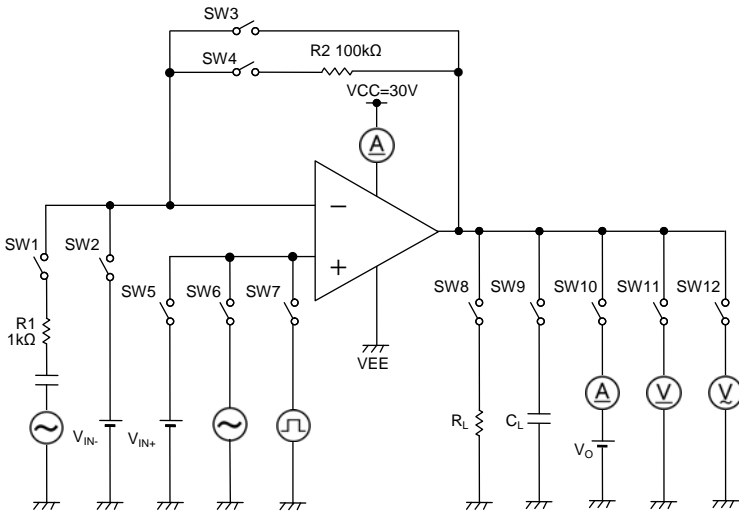 SW3
SW4
R2 100kΩ
VCC=30V
A
−
+
SW1
SW2
SW5
SW6
SW7
SW8
SW9
SW10
SW11
SW12
R1
1kΩ
VEE
A
V
V
VIN-
VIN+
RL
CL
VO